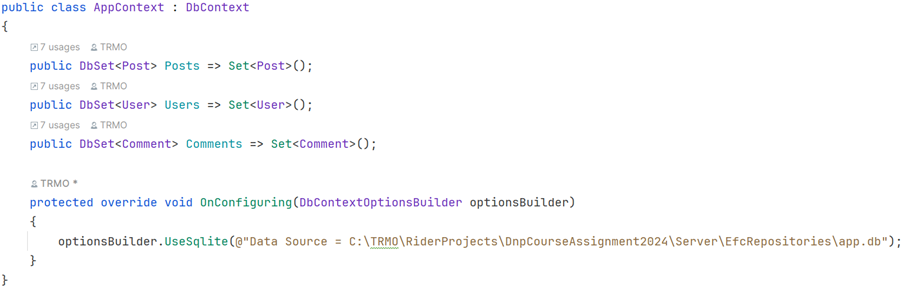 public class AppContext : DbContext
{
7 usages TRMO
public DbSet<Post> Posts => Set<Post>();
7 usages TRMO
public DbSet<User> Users => Set<User>();
7 usages TRMO
public DbSet<Comment> Comments => Set<Comment>();
TRMO *
protected override void OnConfiguring(DbContextOptionsBuilder optionsBuilder)
{
optionsBuilder.UseSqlite(@"Data Source = C:\TRMO\RiderProjects\DnpCourseAssignment2024\Server\EfcRepositories\app.db");
}
}